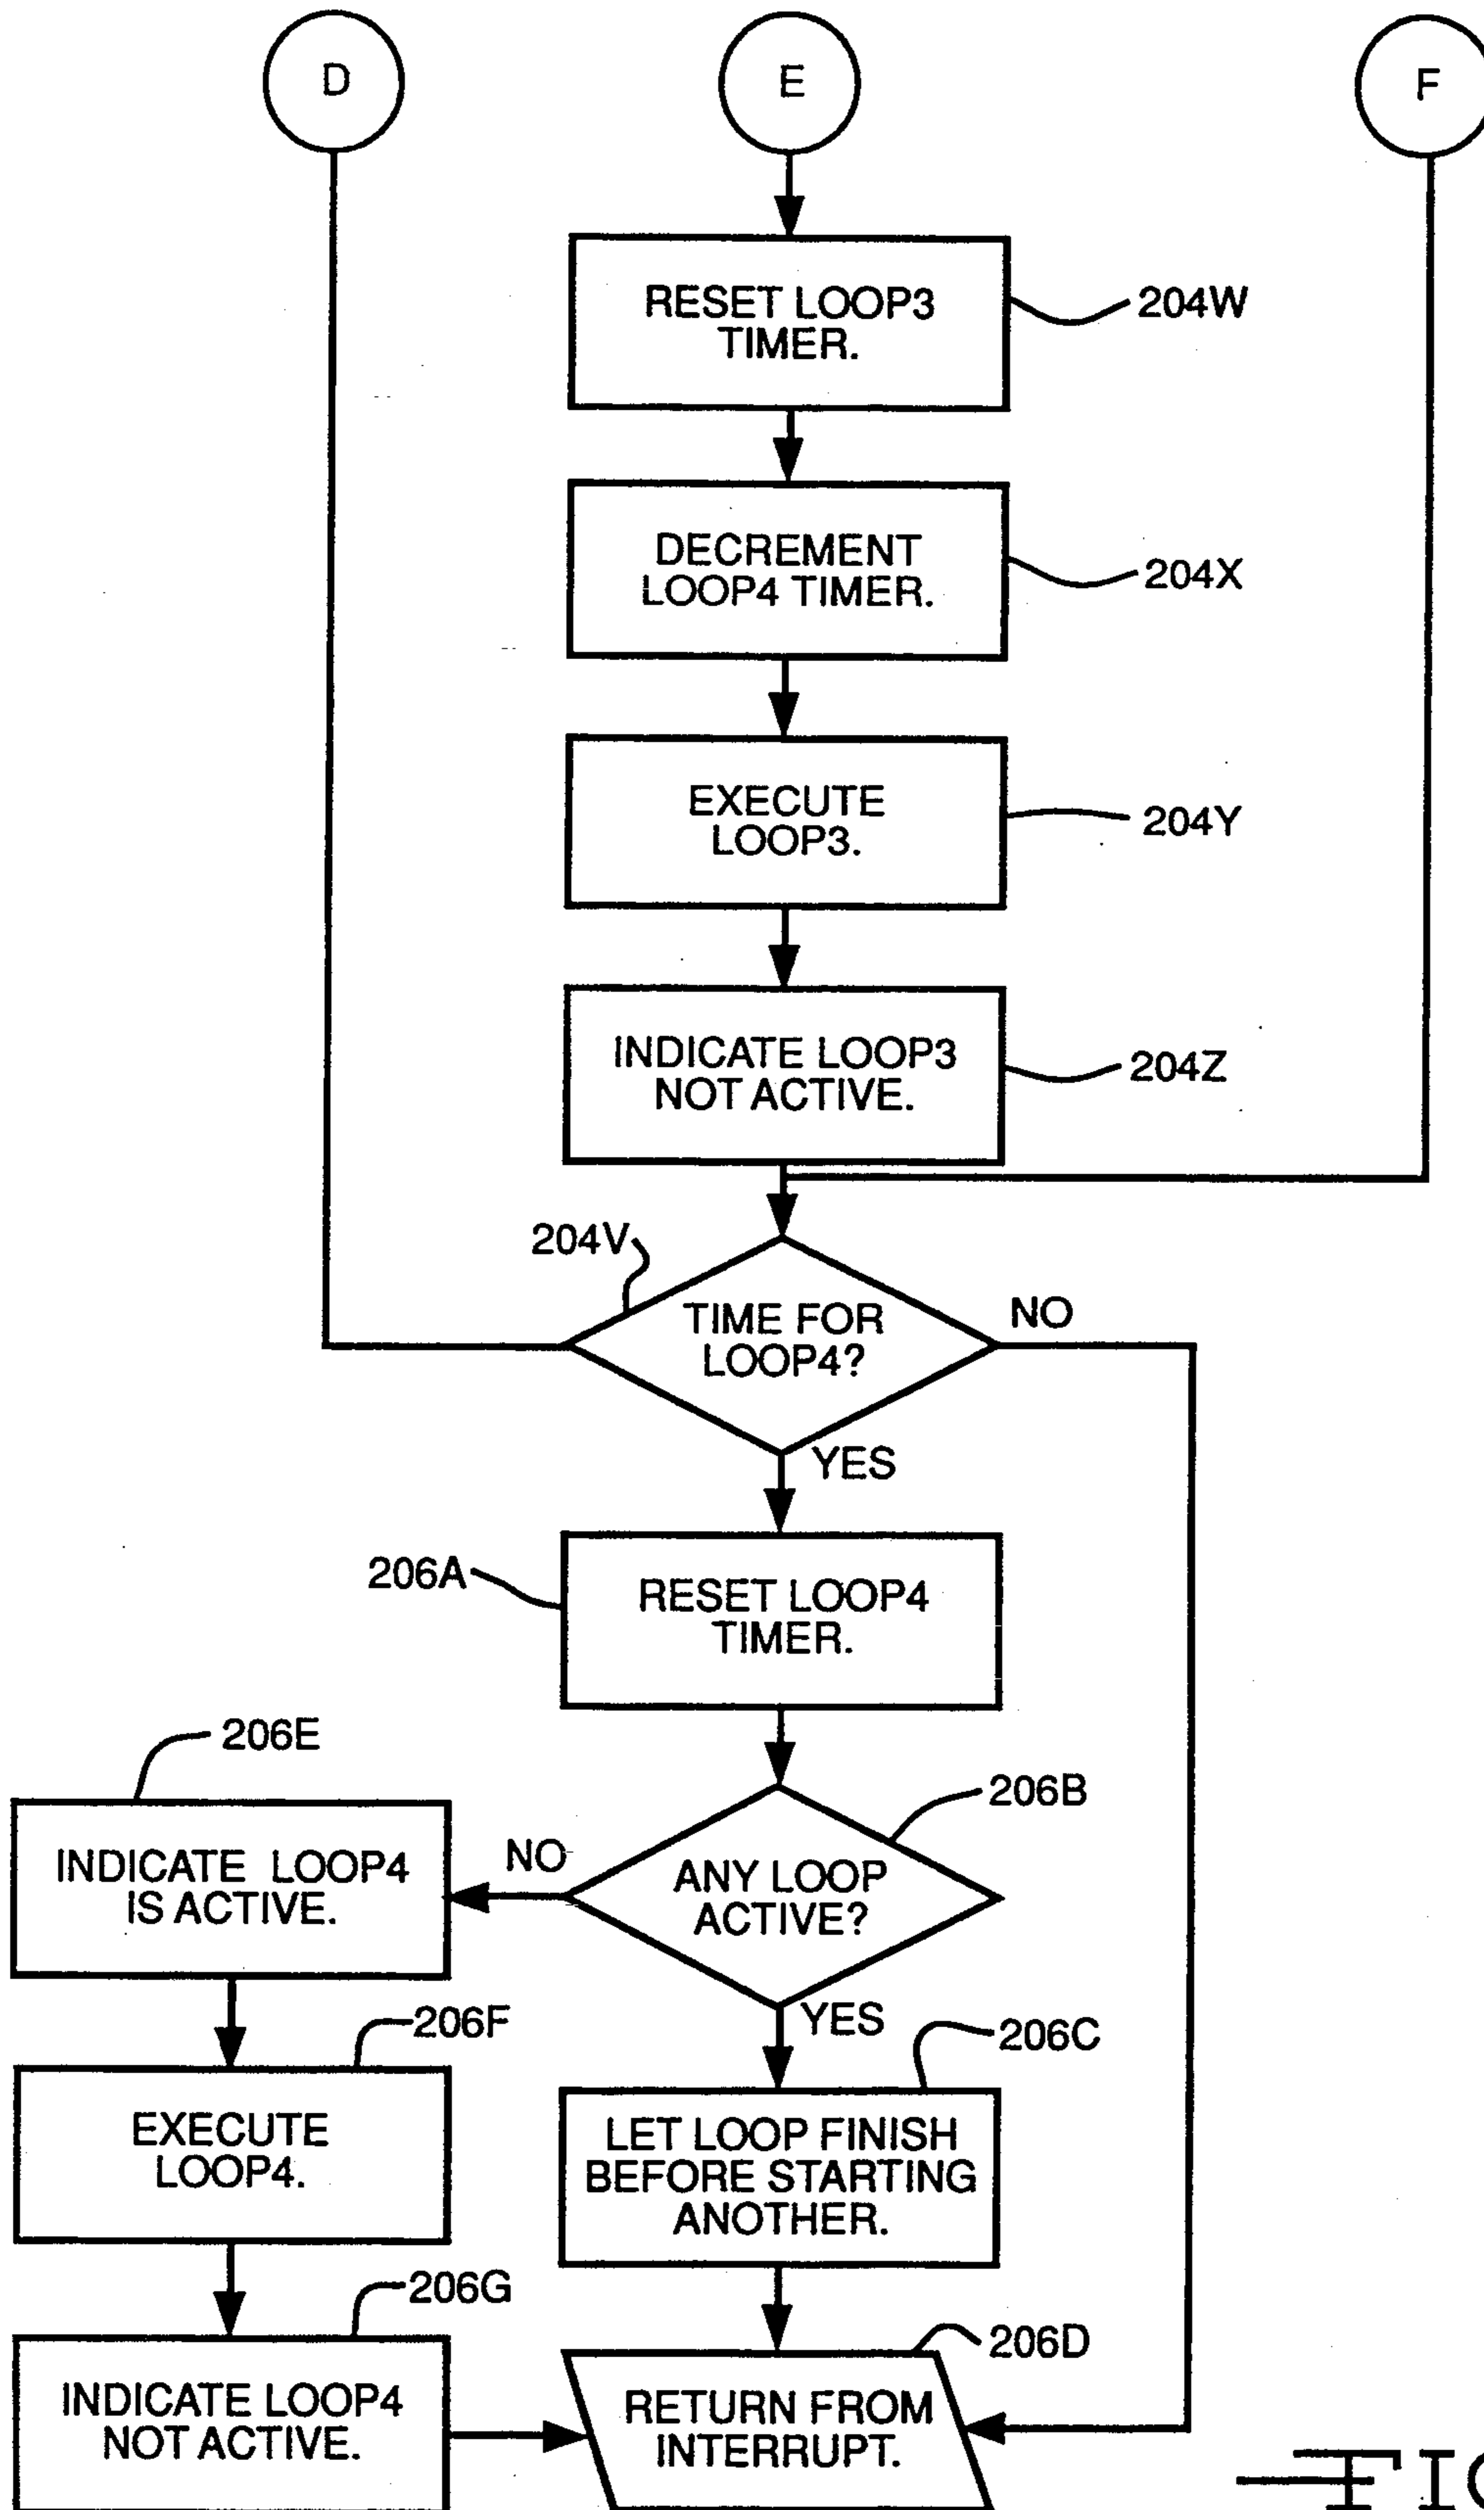 D
E
F
RESET LOOP3
TIMER.
204W
DECREMENT
LOOP4 TIMER.
204X
EXECUTE
LOOP3.
204Y
INDICATE LOOP3
NOT ACTIVE.
204Z
204V
TIME FOR
LOOP4?
NO
YES
206A
RESET LOOP4
TIMER.
206E
206B
INDICATE LOOP4
IS ACTIVE.
NO
ANY LOOP
ACTIVE?
YES
206F
206C
EXECUTE
LOOP4.
LET LOOP FINISH
BEFORE STARTING
ANOTHER.
206G
206D
INDICATE LOOP4
NOT ACTIVE.
RETURN FROM
INTERRUPT.